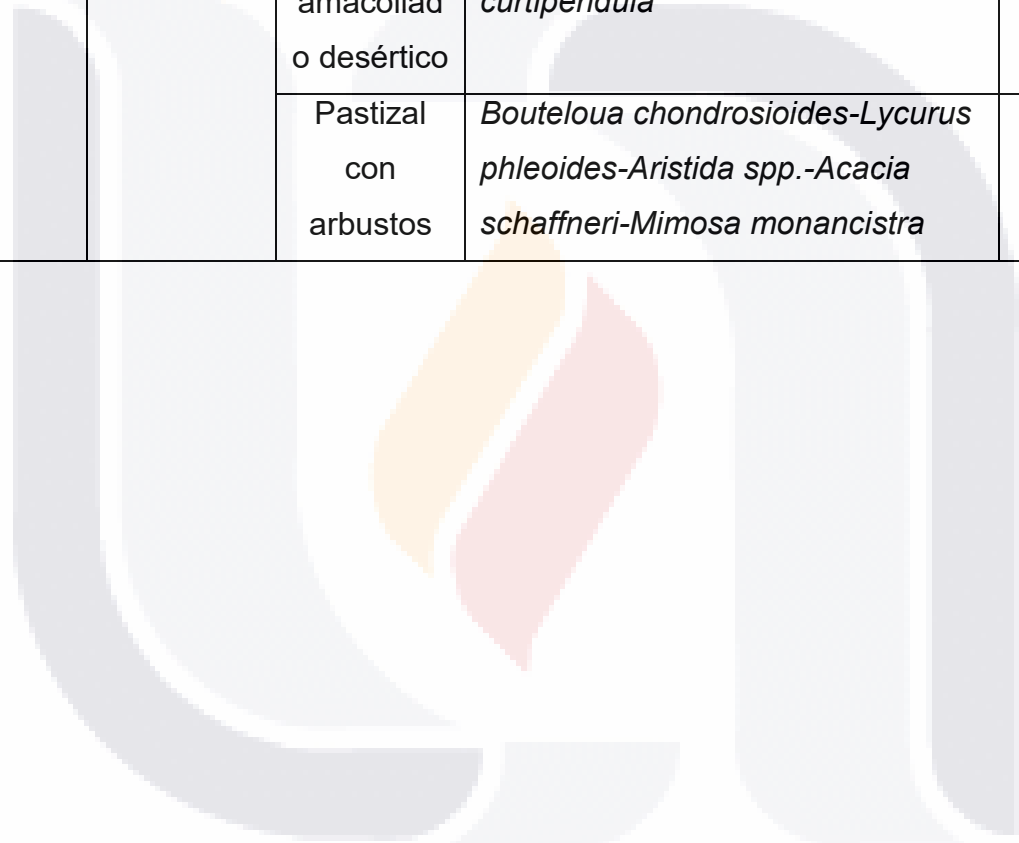 amacollad
curtipendula
o desértico
Pastizal
con
arbustos
Bouteloua chondrosioides-Lycurus
phleoides-Aristida spp.-Acacia
schaffneri-Mimosa monancistra